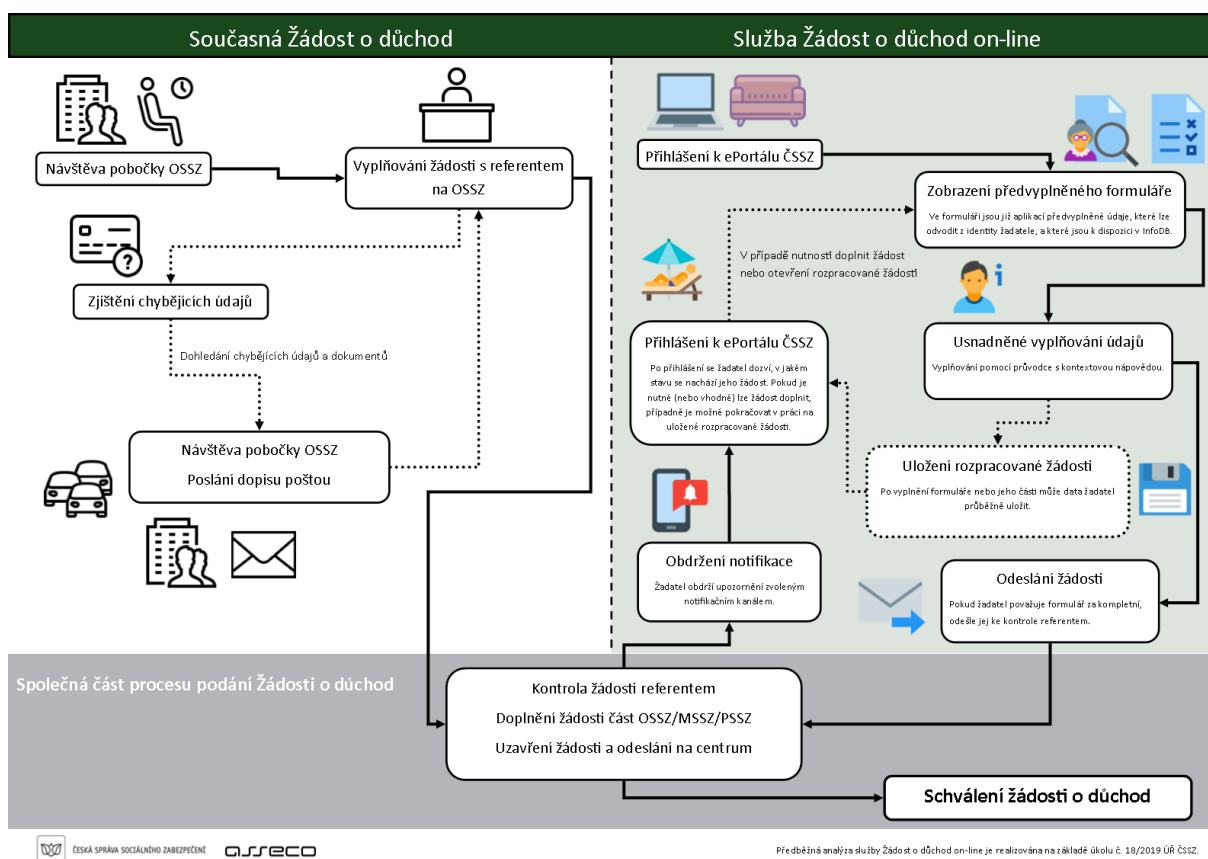 Současná Žádost o důchod
Služba Žádost o důchod on-line
Návštěva pobočky OSSZ
Vyplňování žádosti s referentem
na OSSZ
Zjištění chybějících údajů
Dohledání chybějících údajů a dokumentů
Návštěva pobočky OSSZ
Poslání dopisu poštou
Přihlášení k ePortálu ČSSZ
Zobrazení předvyplněného formuláře
Ve formuláři jsou již aplikací předvyplněné údaje, které lze
odvodit z identity žadatele, a které jsou k dispozici v InfoDB.
V případě nutnosti doplnit žádost
nebo otevření rozpracované žádosti
Usnadněné vyplňování údajů
Vyplňování pomocí průvodce s kontextovou nápovědou.
Přihlášení k ePortálu ČSSZ
Po přihlášení se žadatel dozví, v jakém
stavu se nachází jeho žádost. Pokud je
nutné (nebo vhodné) lze žádost doplnit,
případně je možné pokračovat v práci na
uložené rozpracované žádosti.
Uložení rozpracované žádosti
Po vyplnění formuláře nebo jeho části může data žadatel
průběžně uložit.
Obdržení notifikace
Žadatel obdrží upozornění zvoleným
notifikačním kanálem.
Odeslání žádosti
Pokud žadatel považuje formulář za kompletní,
odešle jej ke kontrole referentem.
Společná část procesu podání Žádosti o důchod
Kontrola žádosti referentem
Doplnění žádosti část OSSZ/MSSZ/PSSZ
Uzavření žádosti a odeslání na centrum
Schválení žádosti o důchod
ČESKÁ SPRÁVA SOCIÁLNÍHO ZABEZPEČENÍ
asseco
Předběžná analýza služby Žádost o důchod on-line je realizována na základě úkolu č. 18/2019 ÚŘ ČSSZ.